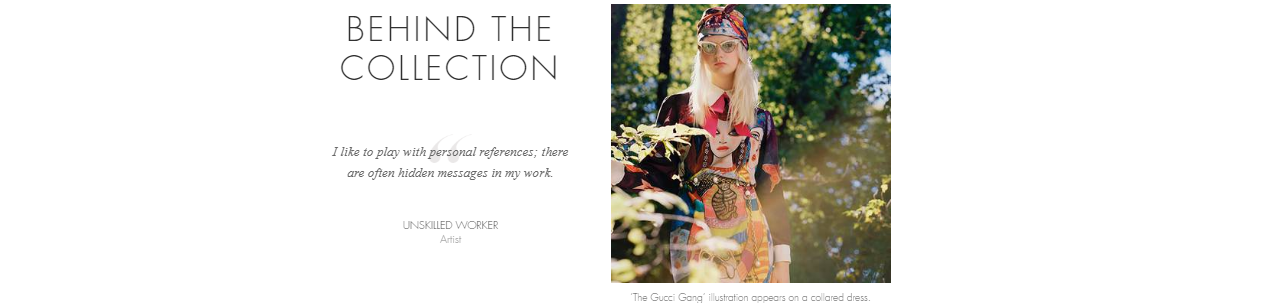 BEHIND THE
COLLECTION
“
I like to play with personal references; there
are often hidden messages in my work.
UNSKILLED WORKER
Artist
'The Gucci Gang' illustration appears on a collared dress.